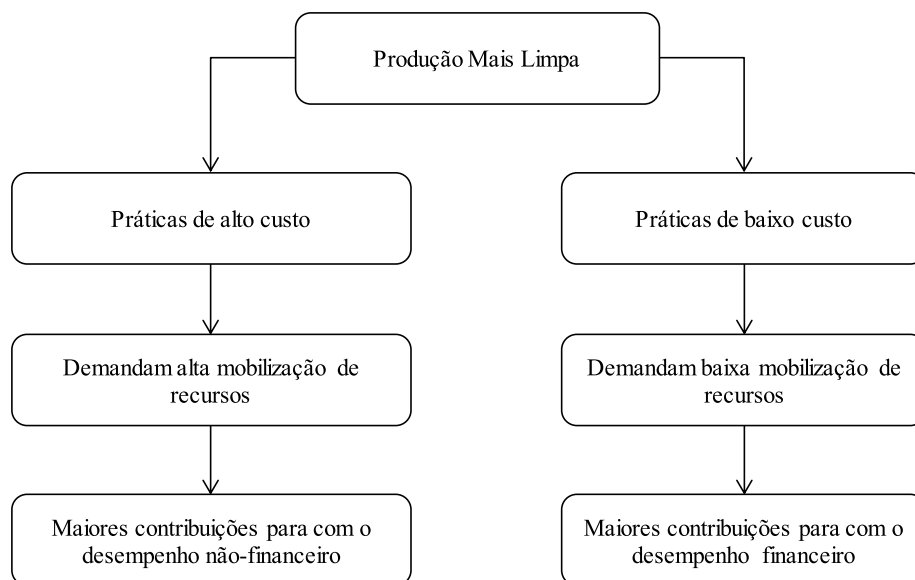 Produção Mais Limpa
Práticas de alto custo
Práticas de baixo custo
Demandam alta mobilização de
recursos
Demandam baixa mobilização de
recursos
Maiores contribuições para com o
desempenho não-financeiro
Maiores contribuições para com o
desempenho financeiro